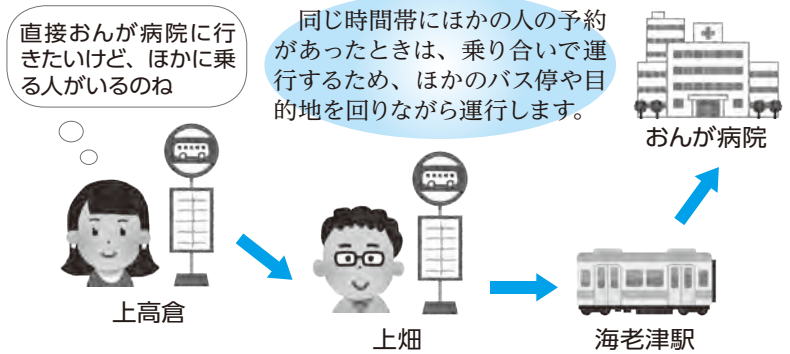 直接おんが病院に行
きたいけど、ほかに乗
る人がいるのね
同じ時間帯にほかの人の予約
があったときは、乗り合いで運
行するため、ほかのバス停や目
的地を回りながら運行します。
おんが病院
上高倉
上畑
海老津駅